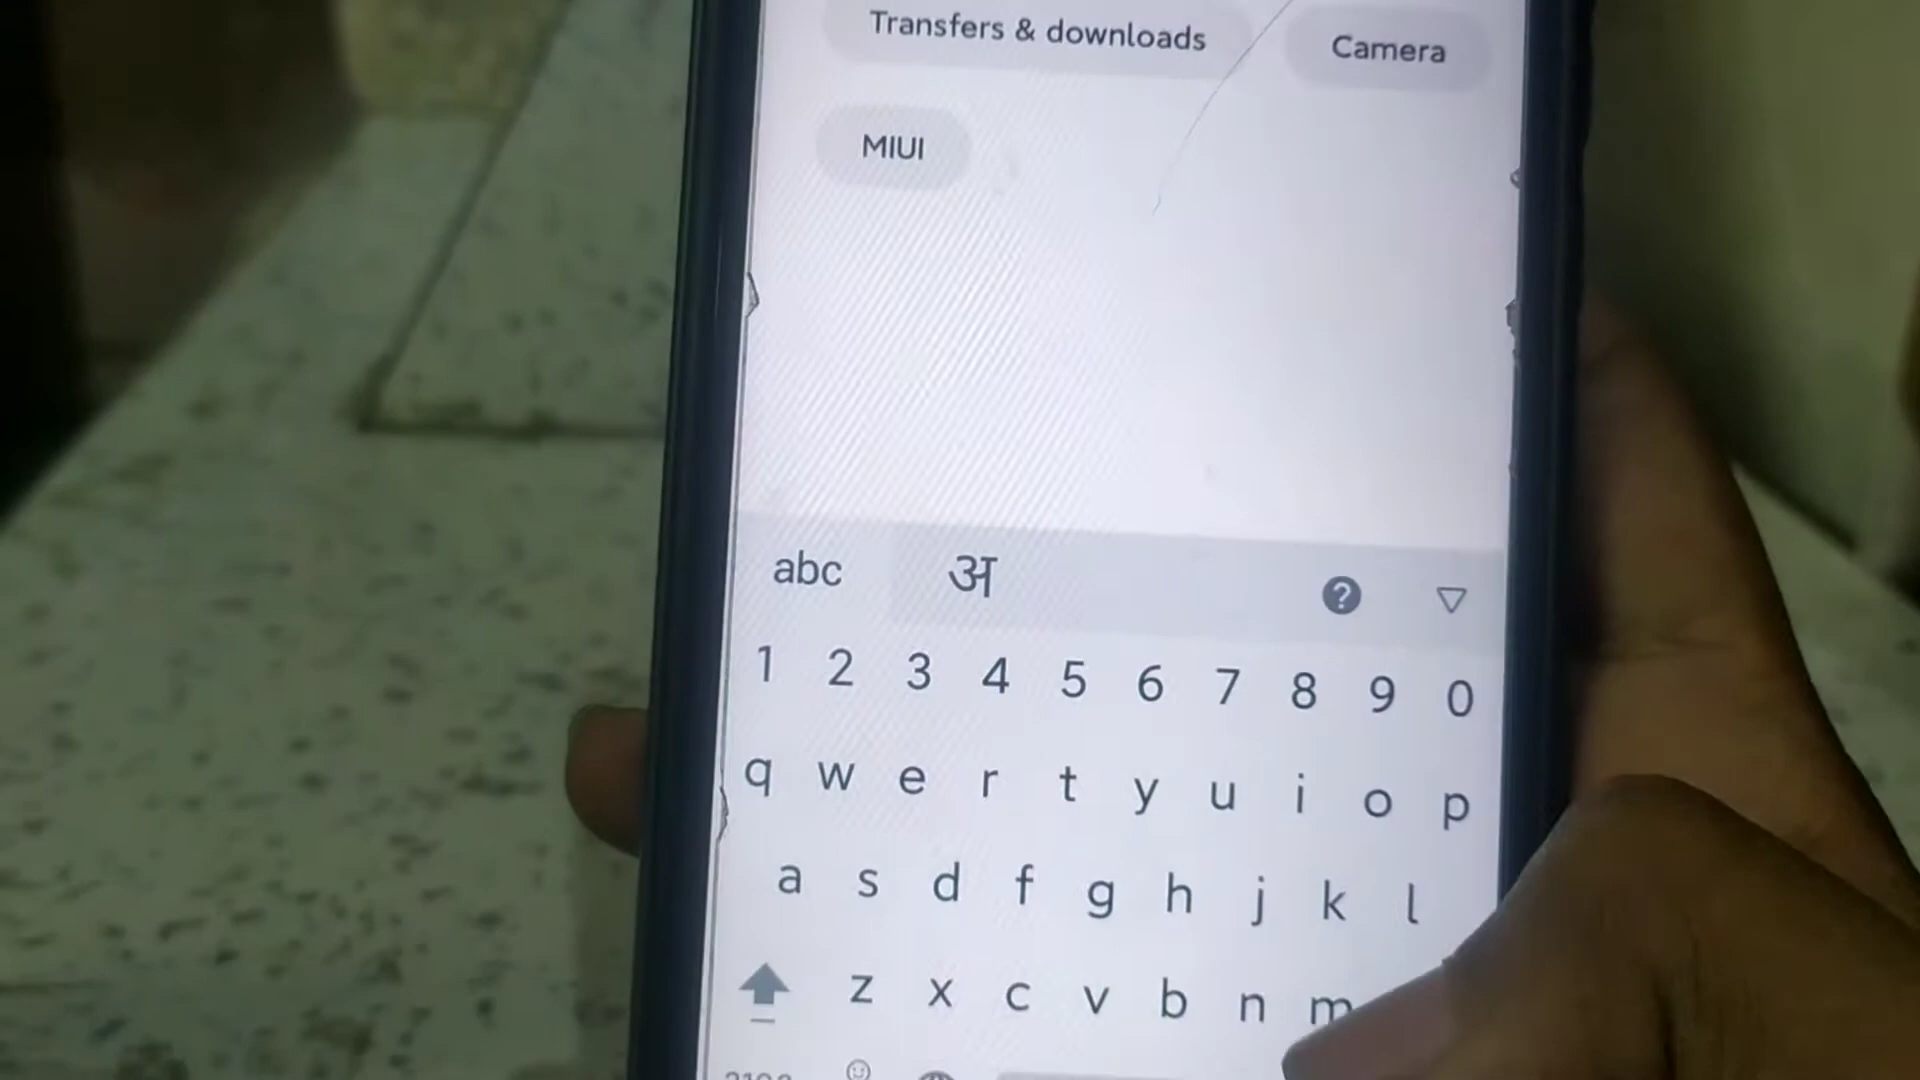 Transfers & downloads Camera
MIUI
abc अ ?
1 2 3 4 5 6 7 8 9 0
q w e r t y u i o p
a s d f g h j k l
z x c v b n m